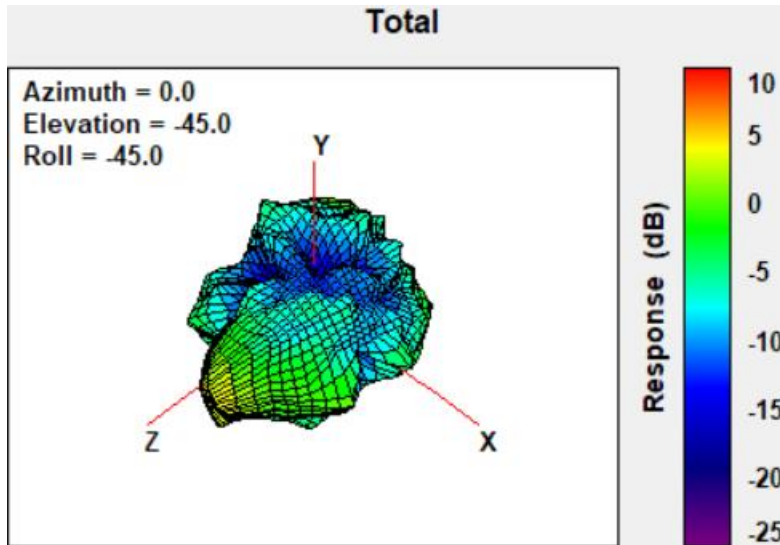 Total
Azimuth = 0.0
Elevation = -45.0
Roll = -45.0
Y
Z
X
Response (dB)
10
5
0
-5
-10
-15
-20
-25